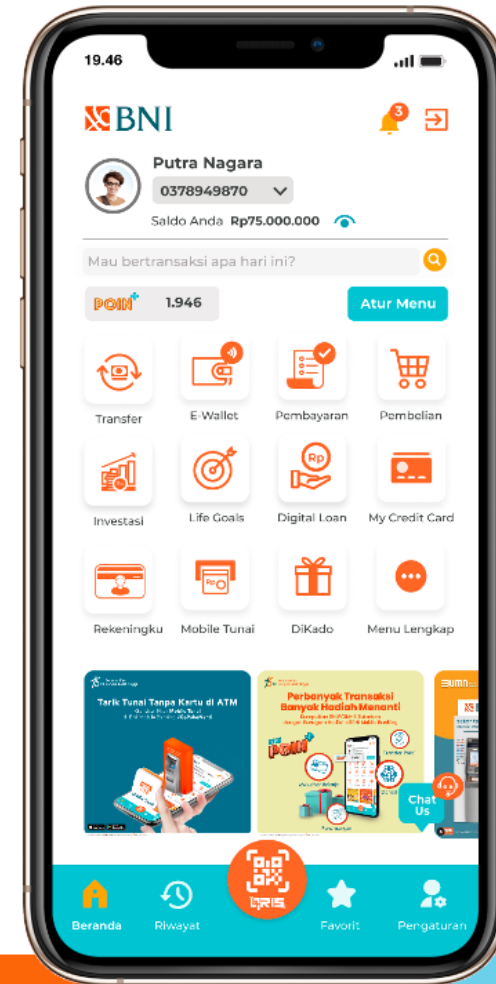 19.46
BNI
3
Putra Nagara
0378949870
Saldo Anda Rp75.000.000
Mau bertransaksi apa hari ini?
POIN+ 1.946
Atur Menu
Transfer E-Wallet Pembayaran Pembelian
Rp
Investasi Life Goals Digital Loan My Credit Card
Rekeningku Mobile Tunai DiKado Menu Lengkap
Tarik Tunai Tanpa Kartu di ATM
Perbanyak Transaksi
Banyak Hadiah Menanti
POIN+
Chat
Us
QRIS
Beranda Riwayat Favorit Pengaturan